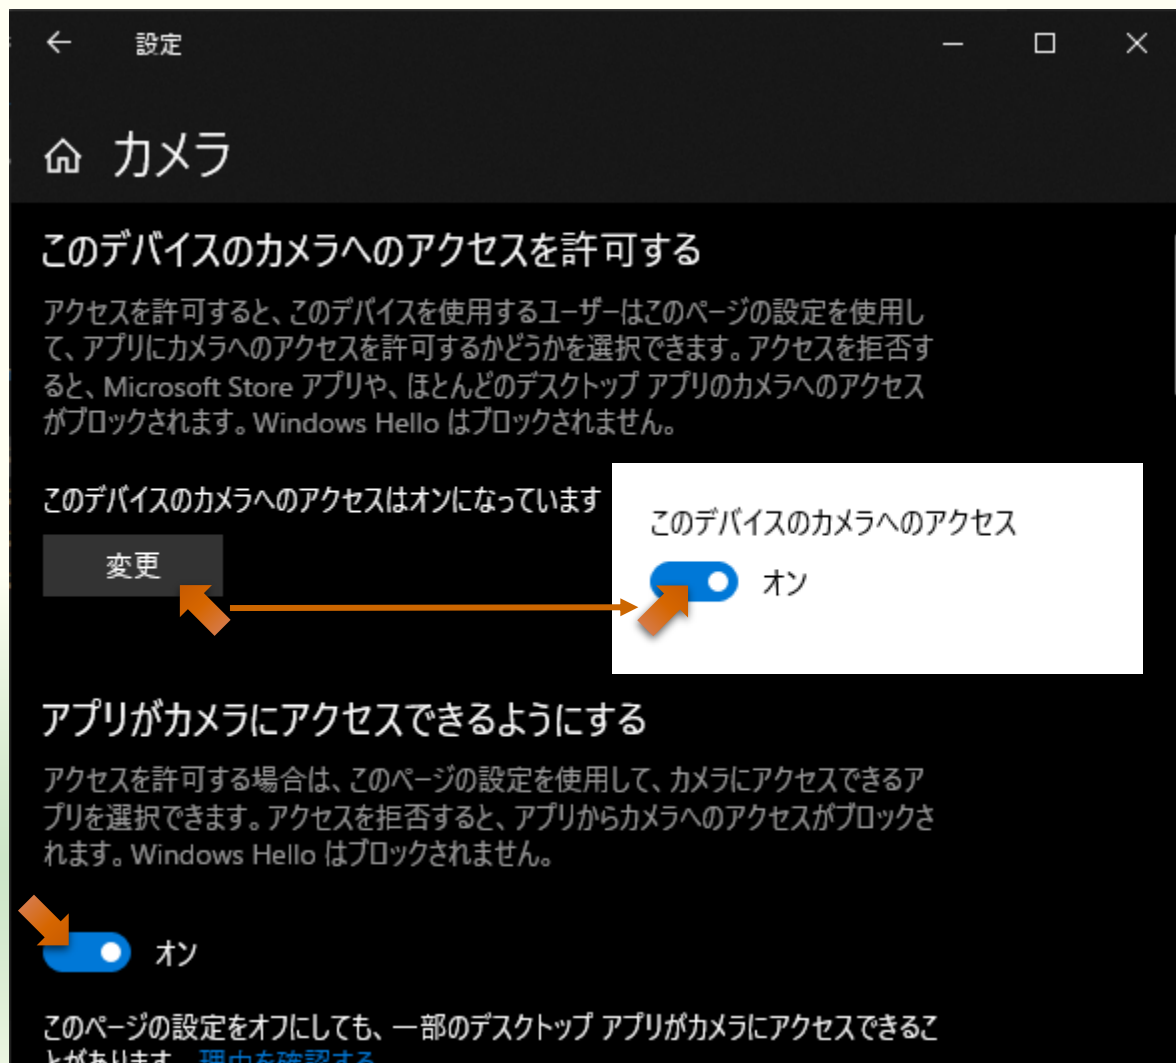 設定
カメラ
このデバイスのカメラへのアクセスを許可する
アクセスを許可すると、このデバイスを使用するユーザーはこのページの設定を使用し
て、アプリにカメラへのアクセスを許可するかどうかを選択できます。アクセスを拒否す
ると、Microsoft Store アプリや、ほとんどのデスクトップ アプリのカメラへのアクセス
がブロックされます。Windows Hello はブロックされません。
このデバイスのカメラへのアクセスはオンになっています
変更
このデバイスのカメラへのアクセス
オン
アプリがカメラにアクセスできるようにする
アクセスを許可する場合は、このページの設定を使用して、カメラにアクセスできるア
プリを選択できます。アクセスを拒否すると、アプリからカメラへのアクセスがブロックさ
れます。Windows Hello はブロックされません。
オン
このページの設定をオフにしても、一部のデスクトップ アプリがカメラにアクセスできるこ
とがあります。理由を確認する